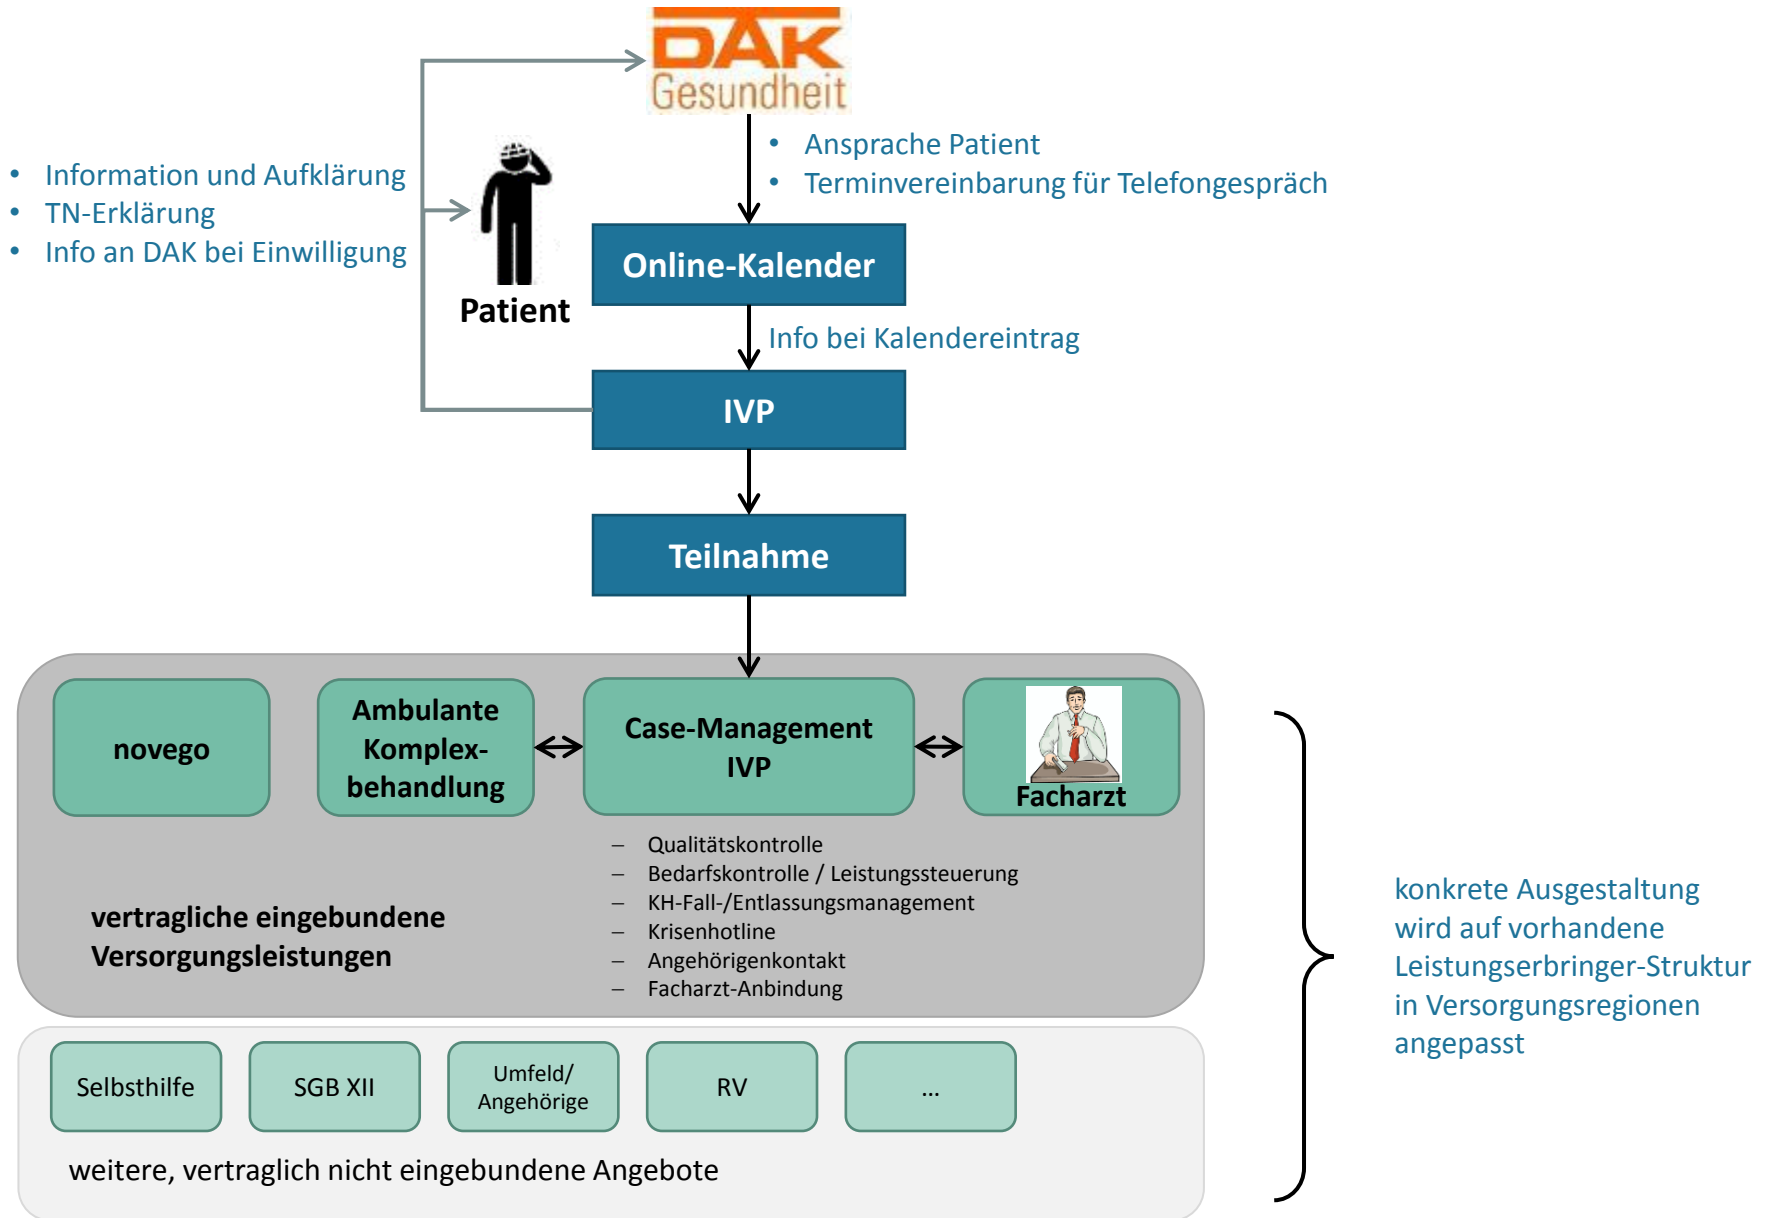 DAK
Gesundheit
• Ansprache Patient
• Terminvereinbarung für Telefongespräch
• Information und Aufklärung
• TN-Erklärung
• Info an DAK bei Einwilligung
Patient
Online-Kalender
Info bei Kalendereintrag
IVP
Teilnahme
novego
Ambulante
Komplex-
behandlung
Case-Management
IVP
Facharzt
– Qualitätskontrolle
– Bedarfskontrolle / Leistungssteuerung
– KH-Fall-/Entlassungsmanagement
– Krisenhotline
– Angehörigenkontakt
– Facharzt-Anbindung
vertragliche eingebundene
Versorgungsleistungen
konkrete Ausgestaltung
wird auf vorhandene
Leistungserbringer-Struktur
in Versorgungsregionen
angepasst
Selbsthilfe
SGB XII
Umfeld/
Angehörige
RV
...
weitere, vertraglich nicht eingebundene Angebote